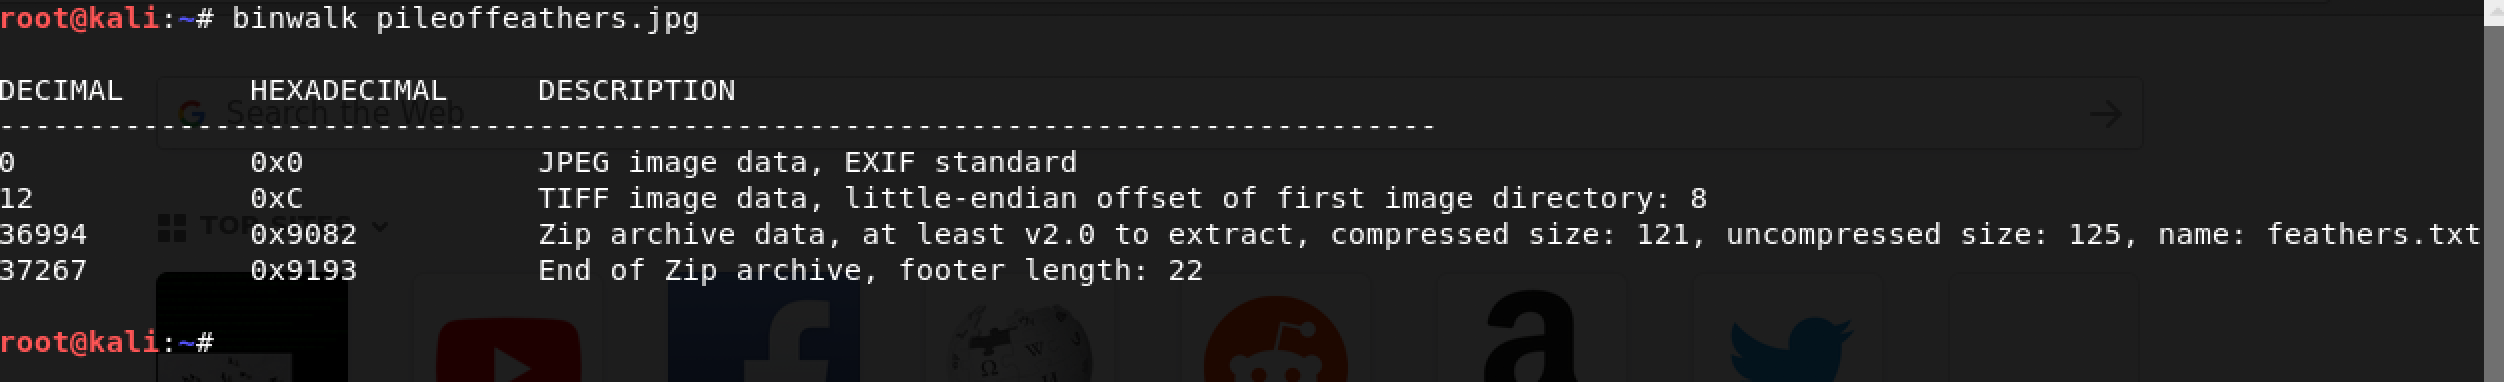 root@kali:~# binwalk pileoffeathers.jpg
DECIMAL HEXADECIMAL DESCRIPTION
Search the Web
--------------------------------------------------------------------------------
0 0x0 JPEG image data, EXIF standard
12 0xC TIFF image data, little-endian offset of first image directory: 8
TOP SITES
36994 0x9082 Zip archive data, at least v2.0 to extract, compressed size: 121, uncompressed size: 125, name: feathers.txt
37267 0x9193 End of Zip archive, footer length: 22
root@kali:~#